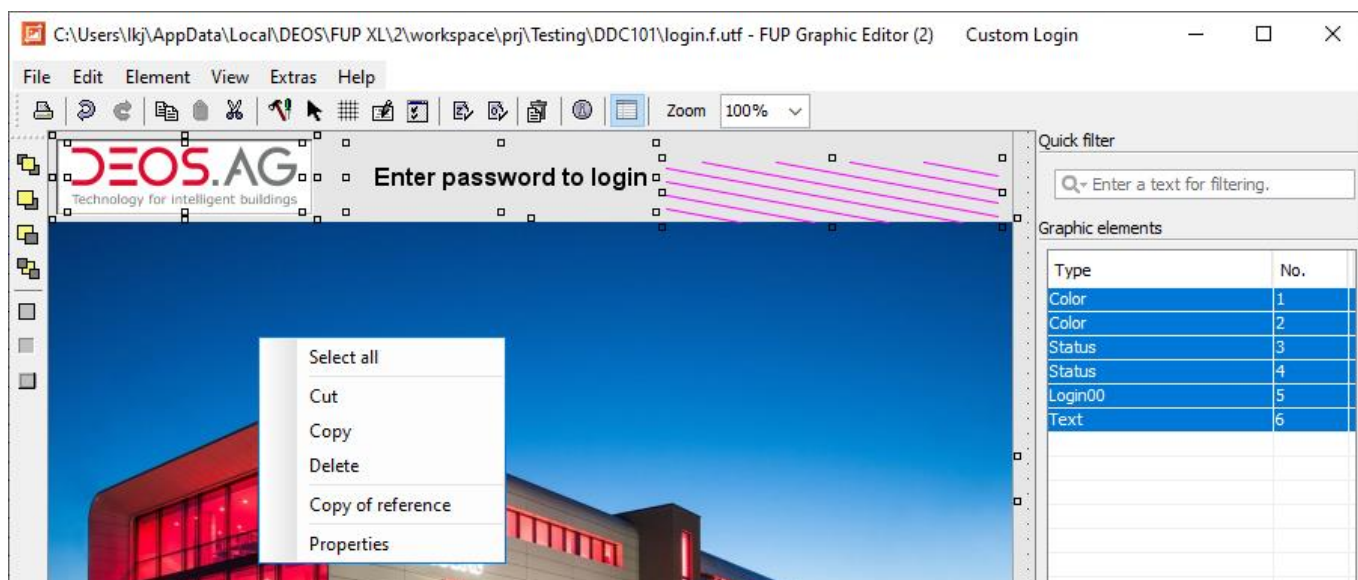 C:\Users\lkj\AppData\Local\DEOS\FUP XL\2\workspace\prj\Testing\DDC101\login.f.utf - FUP Graphic Editor (2) Custom Login
File Edit Element View Extras Help
Zoom 100%
Quick filter
Enter a text for filtering.
DEOS.AG
Technology for intelligent buildings
Enter password to login
Graphic elements
Type No.
Color 1
Color 2
Status 3
Status 4
Login00 5
Text 6
Select all
Cut
Copy
Delete
Copy of reference
Properties